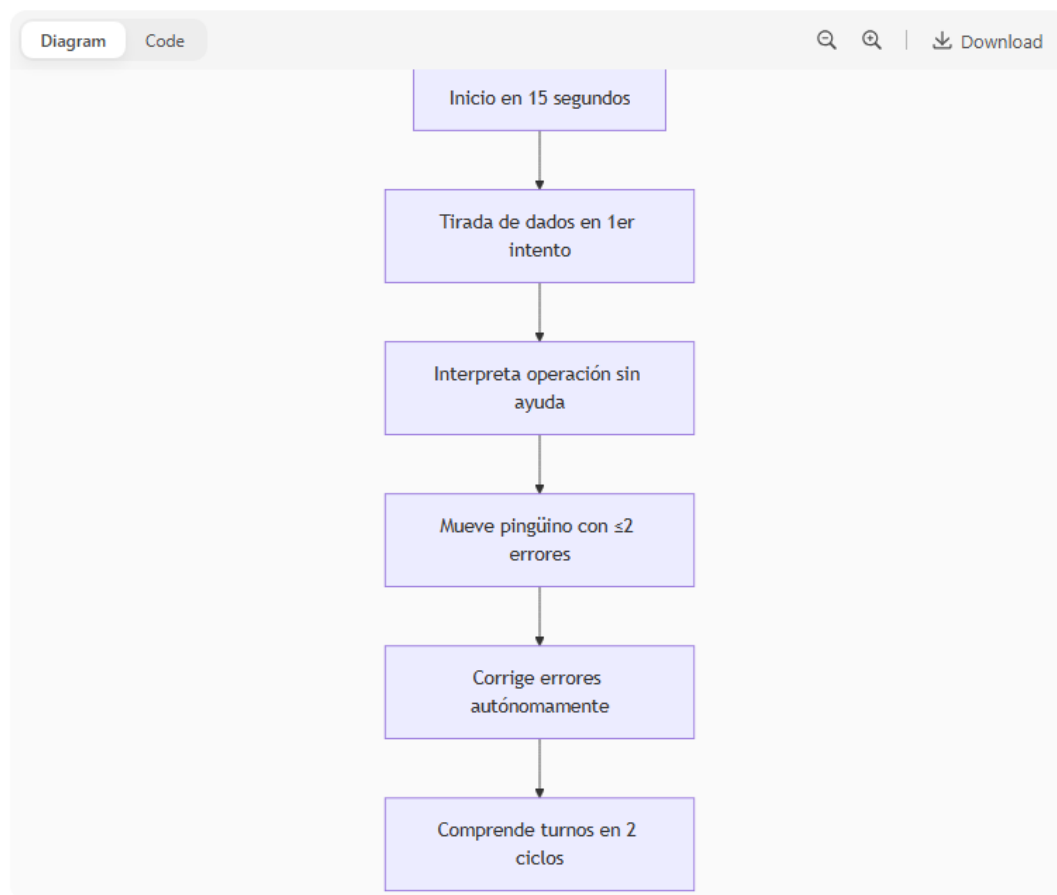 Diagram Code Download
Inicio en 15 segundos
Tirada de dados en 1er
intento
Interpreta operación sin
ayuda
Mueve pingüino con ≤2
errores
Corrige errores
autónomamente
Comprende turnos en 2
ciclos